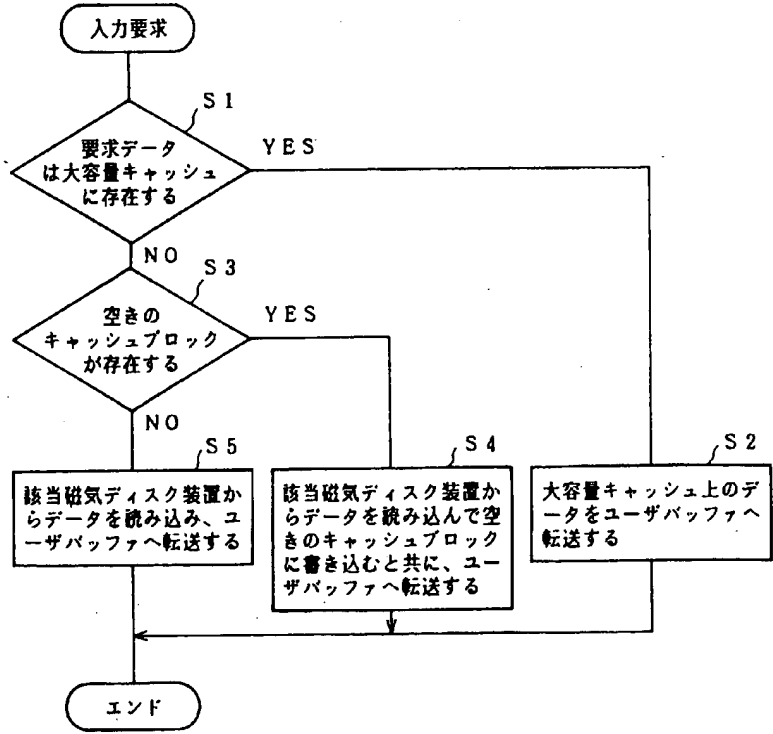 入力要求
S1
要求データ
は大容量キャッシュ
に存在する
YES
NO
S3
空きの
キャッシュブロック
が存在する
YES
NO
S5
該当磁気ディスク装置か
らデータを読み込み、ユ
ーザバッファへ転送する
S4
該当磁気ディスク装置か
らデータを読み込んで空
きのキャッシュブロック
に書き込むと共に、ユー
ザバッファへ転送する
S2
大容量キャッシュ上のデ
ータをユーザバッファへ
転送する
エンド